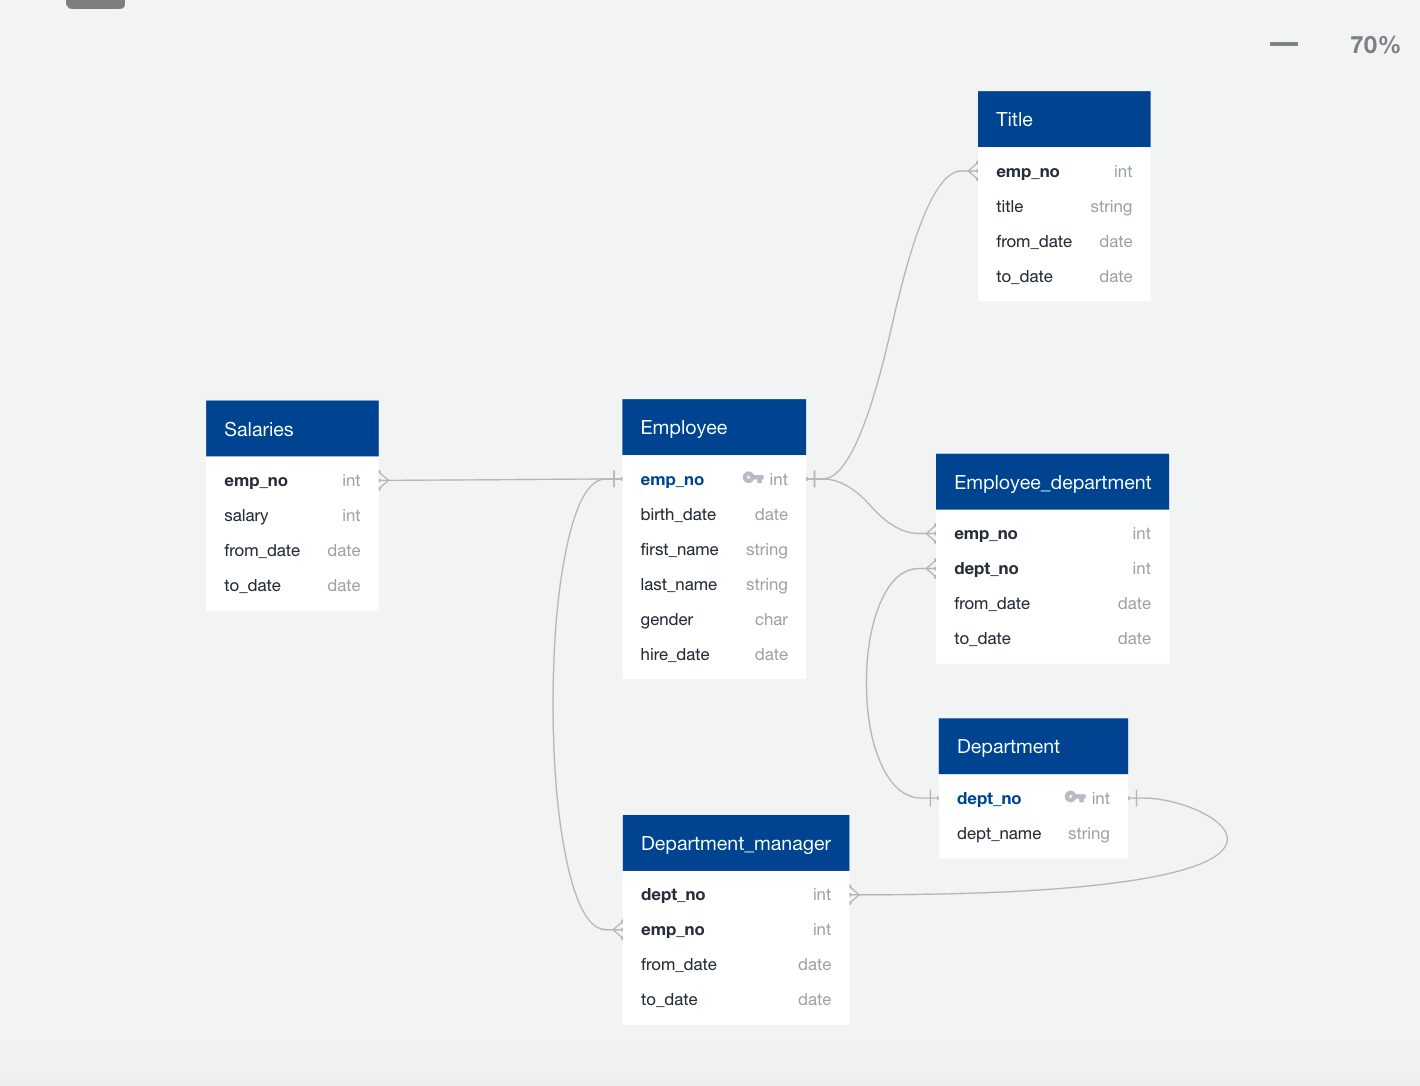 70%
Title
emp_no int
title string
from_date date
to_date date
Salaries
emp_no int
salary int
from_date date
to_date date
Employee
emp_no int
birth_date date
first_name string
last_name string
gender char
hire_date date
Employee_department
emp_no int
dept_no int
from_date date
to_date date
Department
dept_no int
dept_name string
Department_manager
dept_no int
emp_no int
from_date date
to_date date